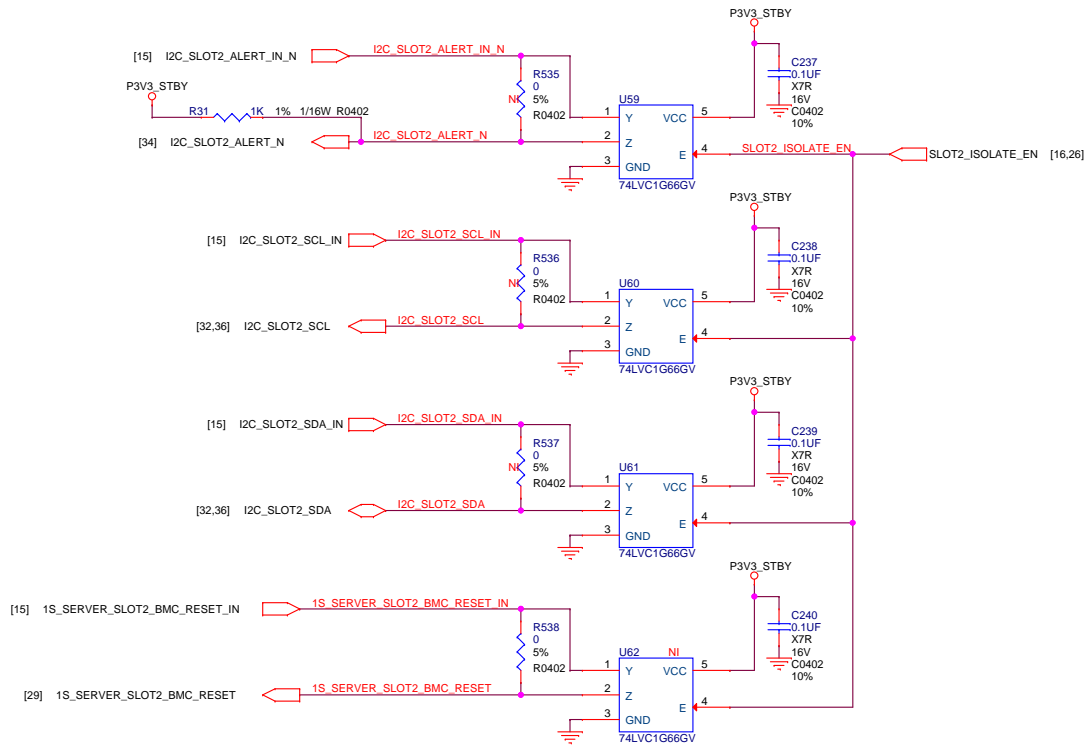 P3V3_STBY
[15] I2C_SLOT2_ALERT_IN_N
I2C_SLOT2_ALERT_IN_N
R535
0
NI
5%
R0402
C237
0.1UF
X7R
16V
C0402
10%
P3V3_STBY
R31 1K 1% 1/16W R0402
[34] I2C_SLOT2_ALERT_N
I2C_SLOT2_ALERT_N
U59
1 Y VCC 5
2 Z
E 4
3 GND
74LVC1G66GV
SLOT2_ISOLATE_EN
SLOT2_ISOLATE_EN [16,26]
P3V3_STBY
[15] I2C_SLOT2_SCL_IN
I2C_SLOT2_SCL_IN
R536
0
NI
5%
R0402
C238
0.1UF
X7R
16V
C0402
10%
[32,36] I2C_SLOT2_SCL
I2C_SLOT2_SCL
U60
1 Y VCC 5
2 Z
E 4
3 GND
74LVC1G66GV
P3V3_STBY
[15] I2C_SLOT2_SDA_IN
I2C_SLOT2_SDA_IN
R537
0
NI
5%
R0402
C239
0.1UF
X7R
16V
C0402
10%
[32,36] I2C_SLOT2_SDA
I2C_SLOT2_SDA
U61
1 Y VCC 5
2 Z
E 4
3 GND
74LVC1G66GV
P3V3_STBY
[15] 1S_SERVER_SLOT2_BMC_RESET_IN
1S_SERVER_SLOT2_BMC_RESET_IN
R538
0
5%
R0402
C240
0.1UF
X7R
16V
C0402
10%
[29] 1S_SERVER_SLOT2_BMC_RESET
1S_SERVER_SLOT2_BMC_RESET
U62 NI
1 Y VCC 5
2 Z
E 4
3 GND
74LVC1G66GV